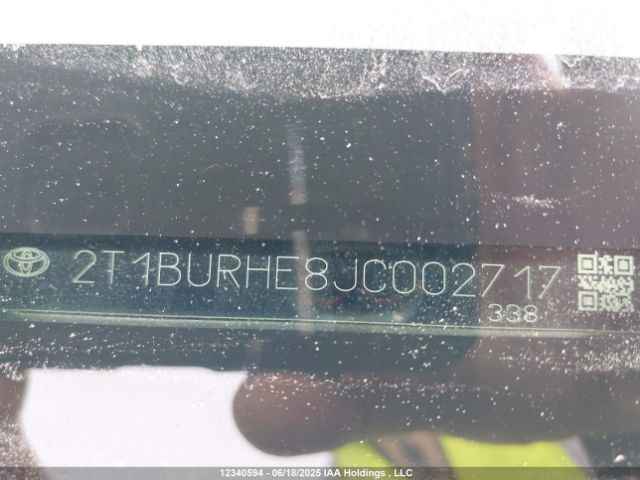 2T1BURHE8JC002717
338
12340594 - 06/18/2025 IAA Holdings , LLC